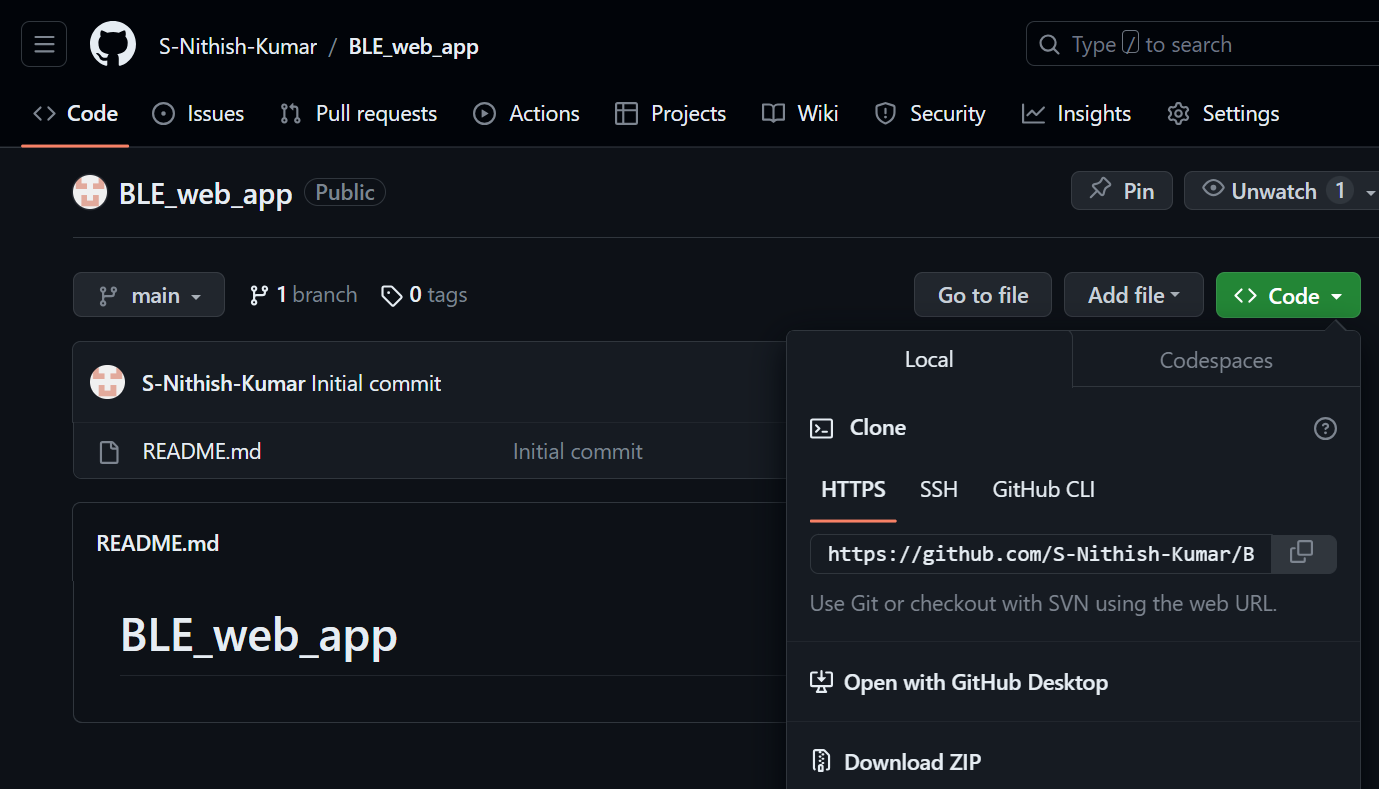 S-Nithish-Kumar / BLE_web_app
Type / to search
Code Issues Pull requests Actions Projects Wiki Security Insights Settings
BLE_web_app Public
Pin
Unwatch 1
main
1 branch
0 tags
Go to file
Add file
Code
Local
Codespaces
S-Nithish-Kumar Initial commit
README.md Initial commit
Clone
HTTPS SSH GitHub CLI
https://github.com/S-Nithish-Kumar/B
Use Git or checkout with SVN using the web URL.
README.md
BLE_web_app
Open with GitHub Desktop
Download ZIP